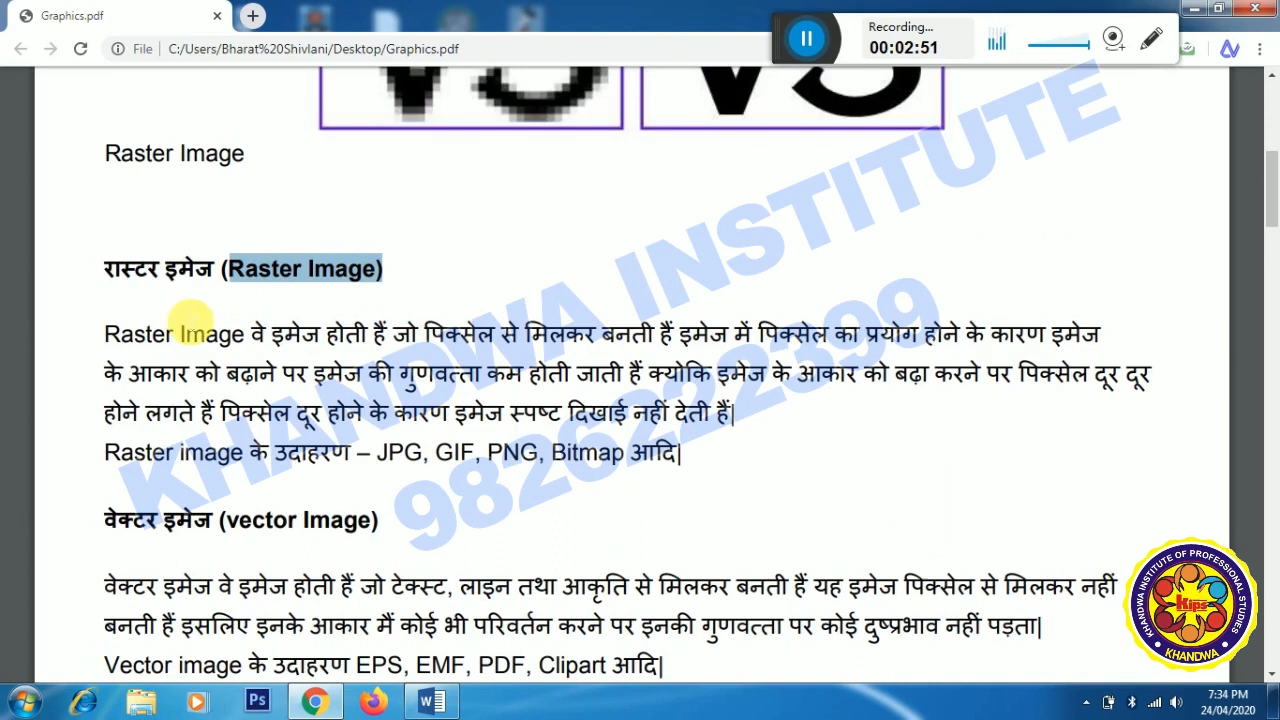 Graphics.pdf
File | C:/Users/Bharat%20Shivlani/Desktop/Graphics.pdf
Recording...
00:02:51
VS VS
Raster Image
रास्टर इमेज (Raster Image)
Raster Image वे इमेज होती हैं जो पिक्सेल से मिलकर बनती हैं इमेज में पिक्सेल का प्रयोग होने के कारण इमेज
के आकार को बढ़ाने पर इमेज की गुणवत्ता कम होती जाती हैं क्योकि इमेज के आकार को बढा करने पर पिक्सेल दूर दूर
होने लगते हैं पिक्सेल दूर होने के कारण इमेज स्पष्ट दिखाई नहीं देती हैं|
Raster image के उदाहरण – JPG, GIF, PNG, Bitmap आदि|
वेक्टर इमेज (vector Image)
वेक्टर इमेज वे इमेज होती हैं जो टेक्स्ट, लाइन तथा आकृति से मिलकर बनती हैं यह इमेज पिक्सेल से मिलकर नहीं
बनती हैं इसलिए इनके आकार मैं कोई भी परिवर्तन करने पर इनकी गुणवत्ता पर कोई दुष्प्रभाव नहीं पड़ता|
Vector image के उदाहरण EPS, EMF, PDF, Clipart आदि|
KHANDWA INSTITUTE
9826222399
KHANDWA INSTITUTE OF PROFESSIONAL STUDIES
Kips
KHANDWA
Ps
W
7:34 PM
24/04/2020